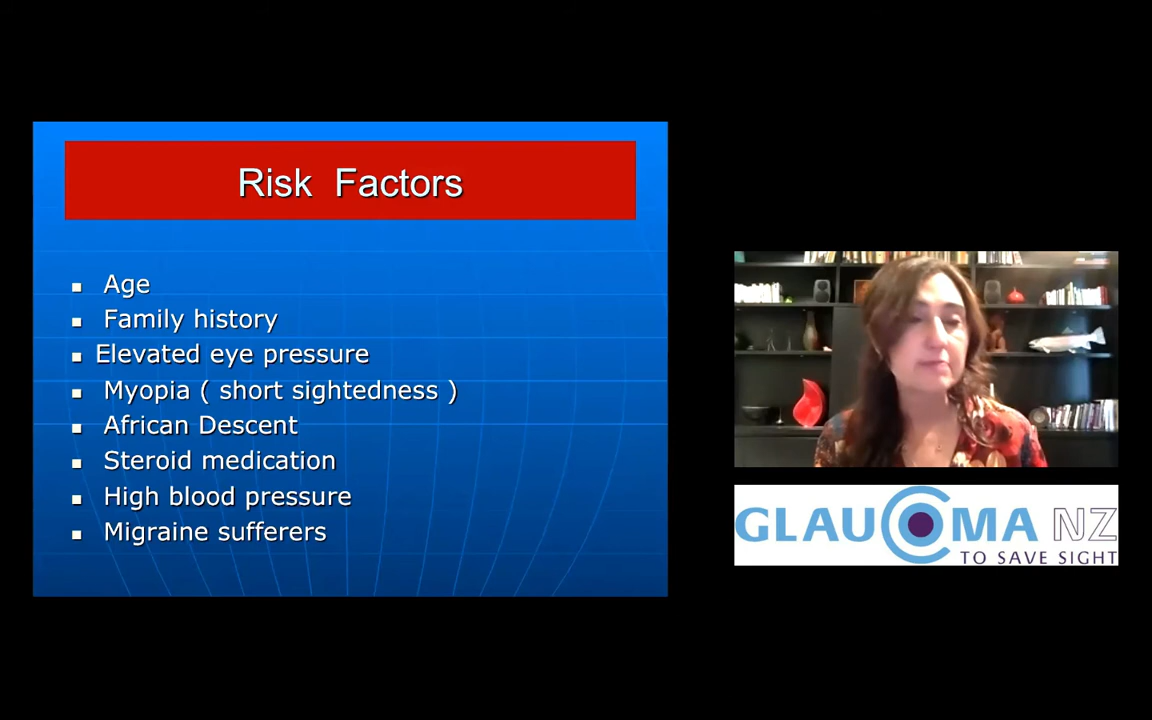 Risk Factors
Age
Family history
Elevated eye pressure
Myopia ( short sightedness )
African Descent
Steroid medication
High blood pressure
Migraine sufferers
GLAUCOMA NZ
TO SAVE SIGHT